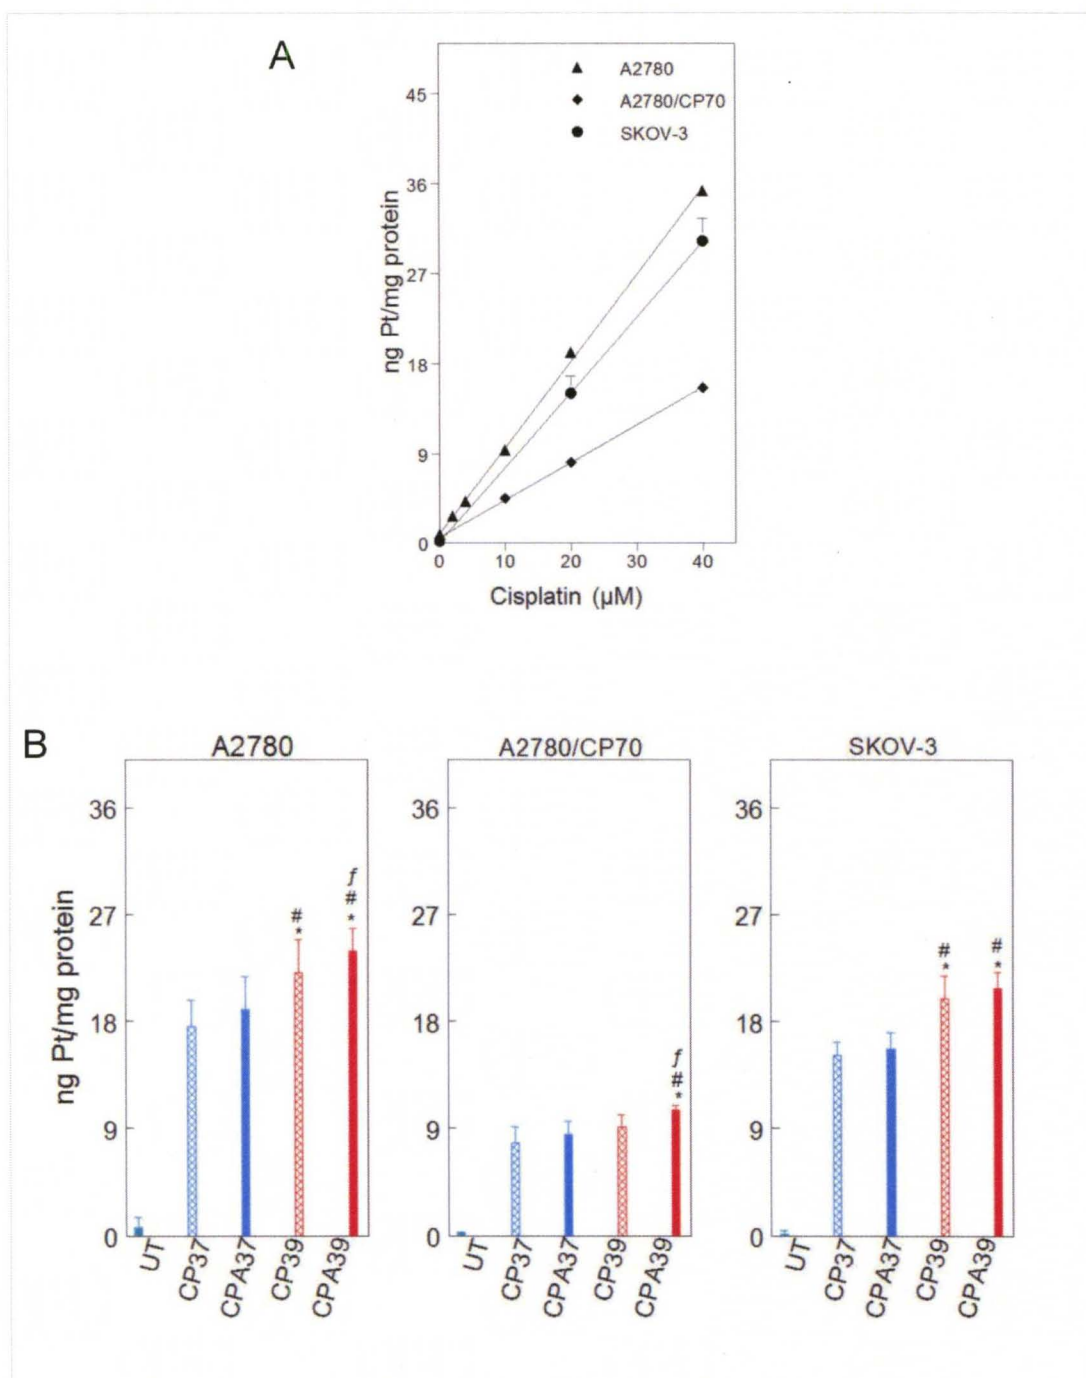 A
A2780
A2780/CP70
SKOV-3
45
36
27
18
9
0
ng Pt/mg protein
0 10 20 30 40
Cisplatin (µM)
B
A2780
A2780/CP70
SKOV-3
36
27
18
9
0
ng Pt/mg protein
# *
ƒ # *
UT CP37 CPA37 CP39 CPA39
36
27
18
9
0
ƒ # *
UT CP37 CPA37 CP39 CPA39
36
27
18
9
0
# *
# *
UT CP37 CPA37 CP39 CPA39